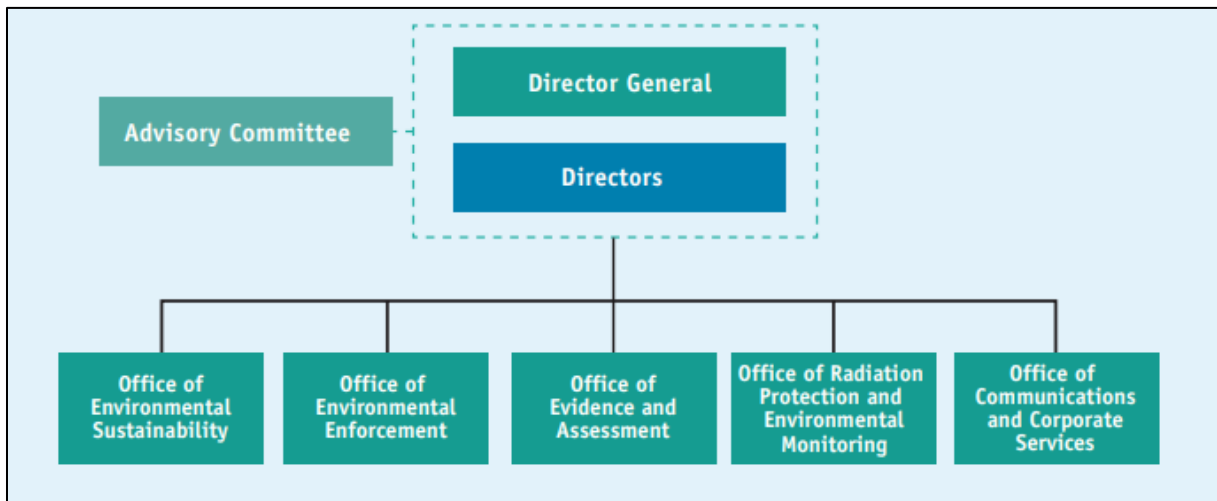 Director General
Advisory Committee
Directors
Office of
Environmental
Sustainability
Office of
Environmental
Enforcement
Office of
Evidence and
Assessment
Office of Radiation
Protection and
Environmental
Monitoring
Office of
Communications
and Corporate
Services